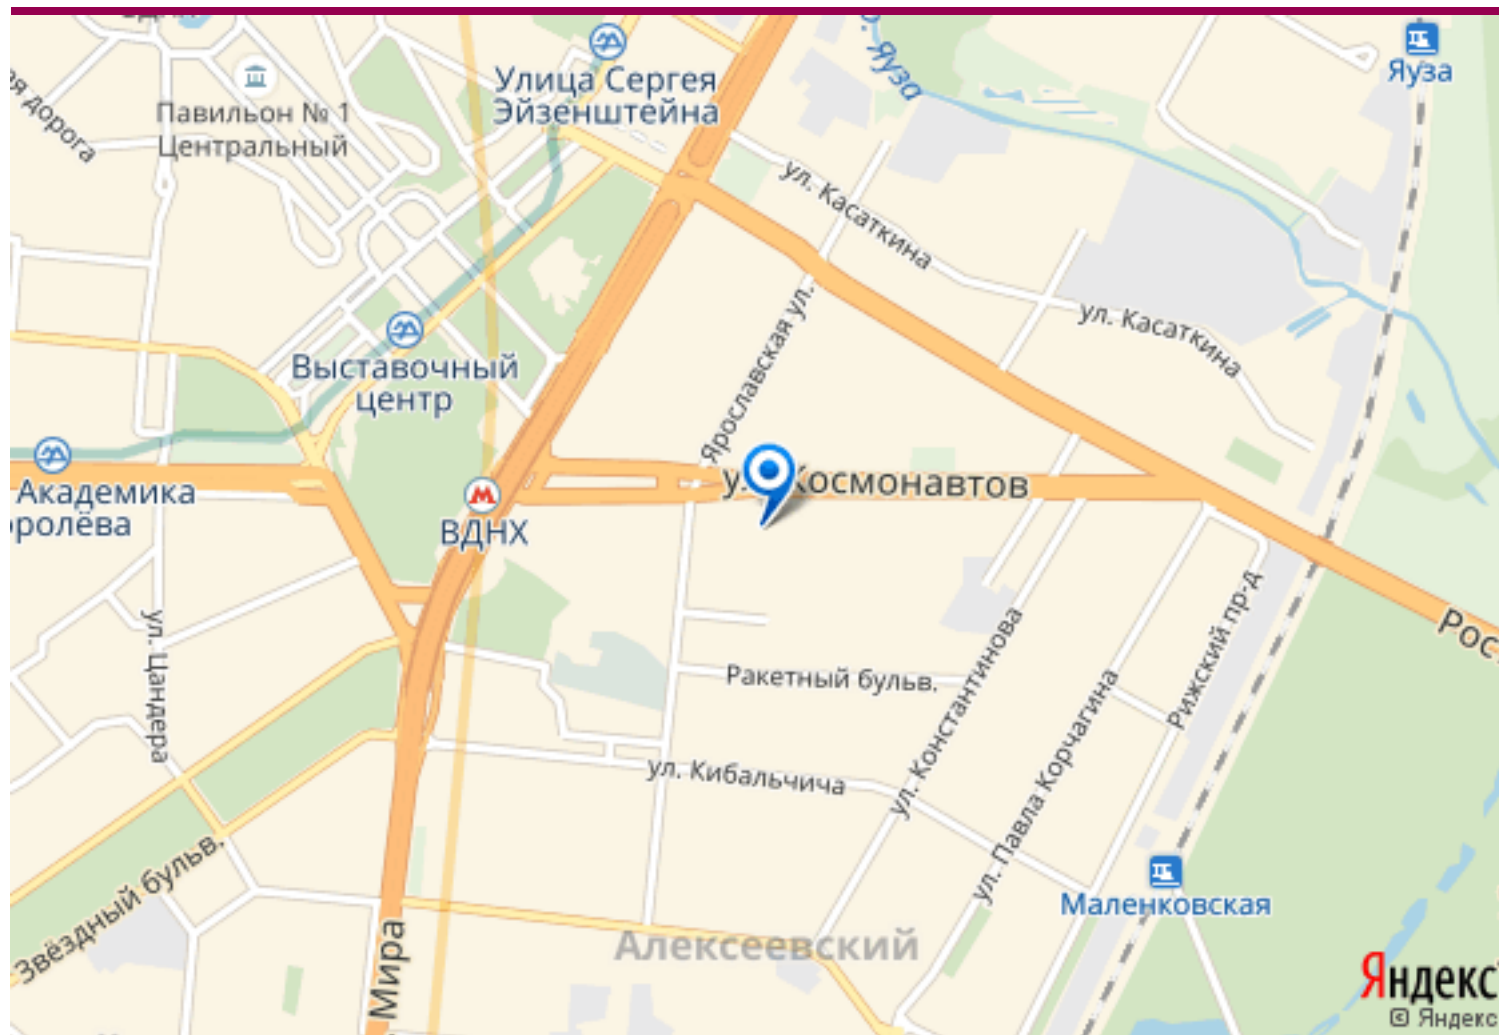 р. Яуза
Яуза
Улица Сергея
Эйзенштейна
Павильон № 1
Центральный
дорога
ул. Касаткина
ул. Касаткина
Ярославская ул.
Выставочный
центр
Академика
ВДНХ
Космонавтов
Рос
ул. Цандера
Ракетный бульв.
ул. Константинова
Рижский пр-д
ул. Павла Корчагина
ул. Кибальчича
Звёздный бульв.
Маленковская
Алексеевский
Мира
Яндекс
© Яндекс